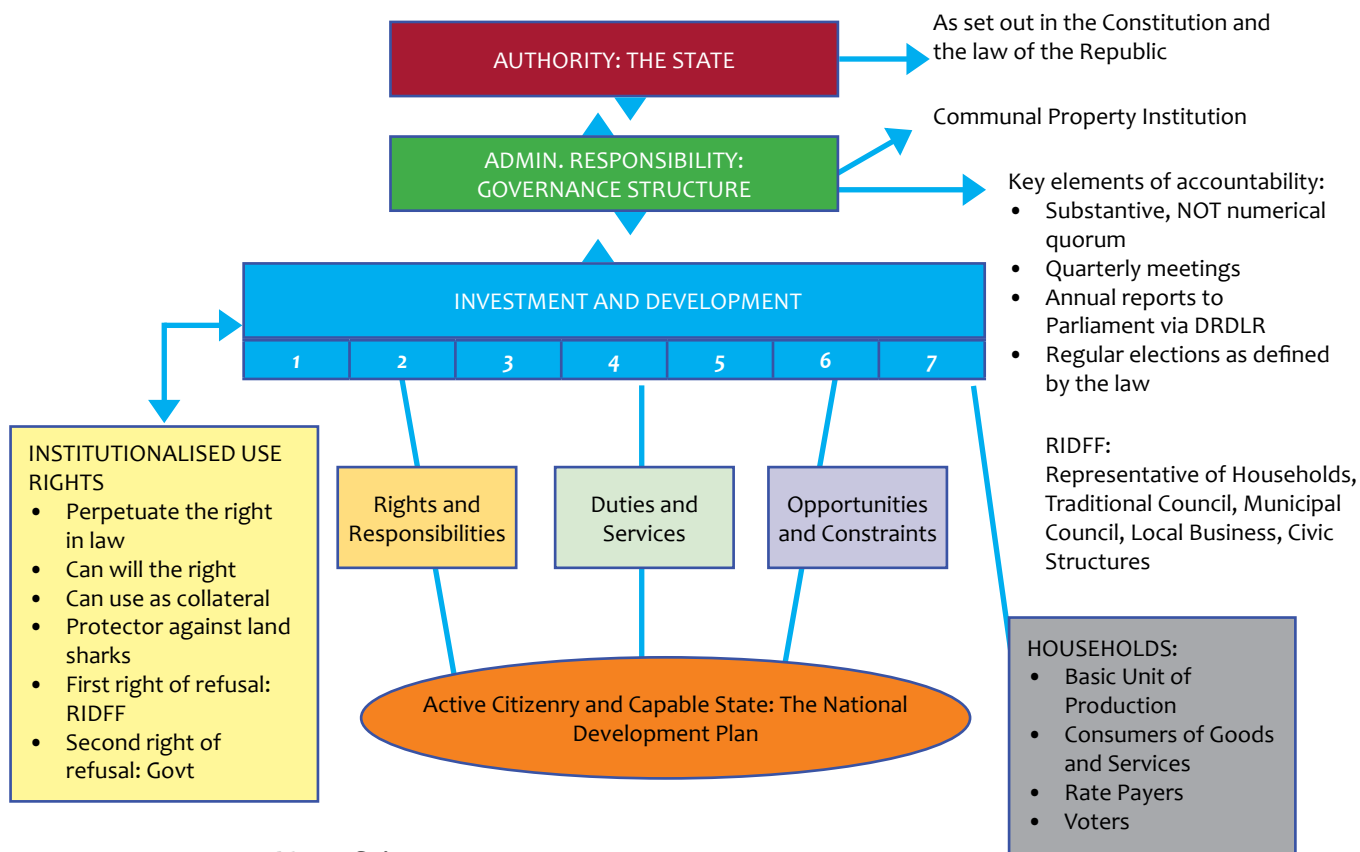 AUTHORITY: THE STATE
As set out in the Constitution and
the law of the Republic
Communal Property Institution
ADMIN. RESPONSIBILITY:
GOVERNANCE STRUCTURE
Key elements of accountability:
• Substantive, NOT numerical
quorum
• Quarterly meetings
• Annual reports to
Parliament via DRDLR
• Regular elections as defined
by the law
RIDFF:
Representative of Households,
Traditional Council, Municipal
Council, Local Business, Civic
Structures
INVESTMENT AND DEVELOPMENT
1 2 3 4 5 6 7
INSTITUTIONALISED USE
RIGHTS
• Perpetuate the right
in law
• Can will the right
• Can use as collateral
• Protector against land
sharks
• First right of refusal:
RIDFF
• Second right of
refusal: Govt
Rights and
Responsibilities
Duties and
Services
Opportunities
and Constraints
Active Citizenry and Capable State: The National
Development Plan
HOUSEHOLDS:
• Basic Unit of
Production
• Consumers of Goods
and Services
• Rate Payers
• Voters